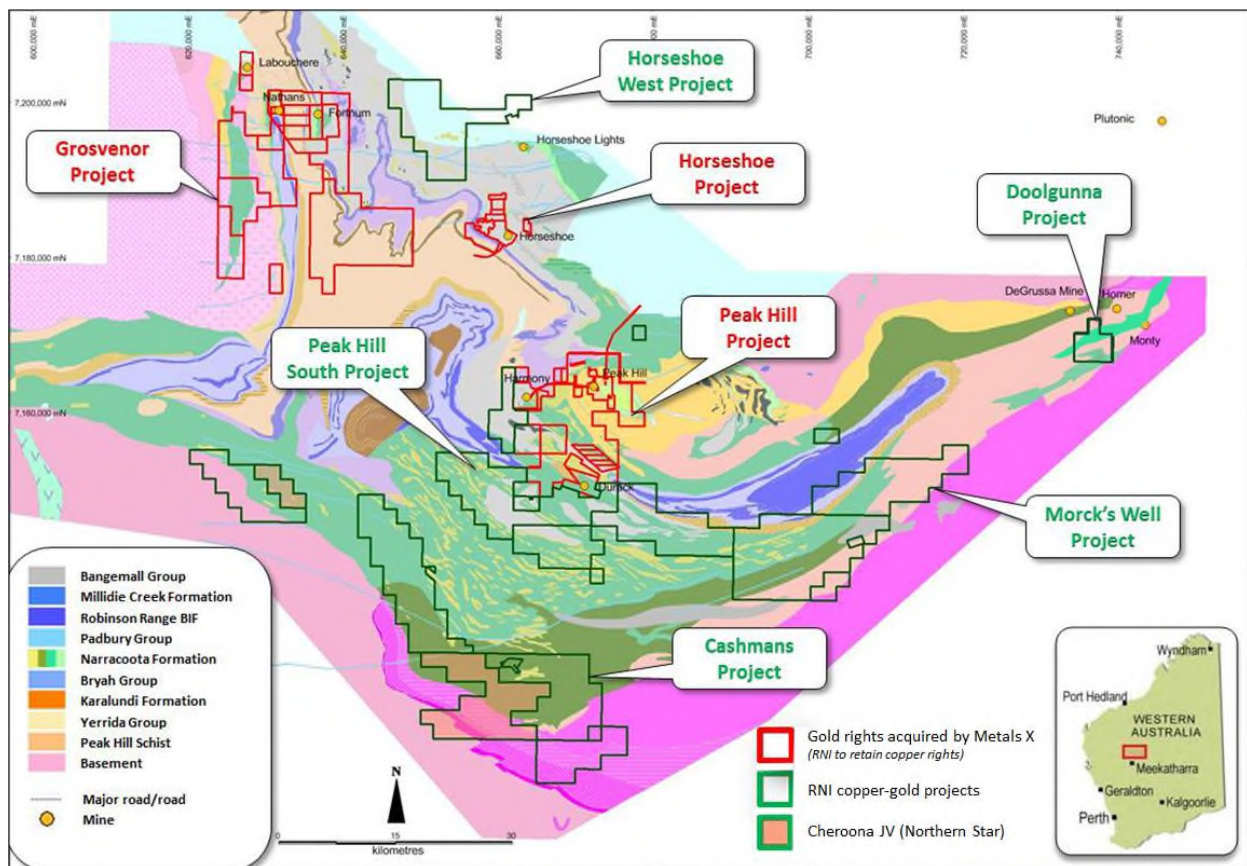 600,000 mE
620,000 mE
640,000 mE
660,000 mE
680,000 mE
700,000 mE
720,000 mE
740,000 mE
7,200,000 mN
7,180,000 mN
7,160,000 mN
Labouchere
Nathans
Fortnum
Horseshoe
West Project
Plutonic
Horseshoe Lights
Grosvenor
Project
Horseshoe
Project
Doolgunna
Project
Horseshoe
DeGrussa Mine
Homer
Monty
Peak Hill
South Project
Peak Hill
Project
Harmony
Peak Hill
Durack
Morck's Well
Project
Cashmans
Project
Bangemall Group
Millidie Creek Formation
Robinson Range BIF
Padbury Group
Narracoota Formation
Bryah Group
Karalundi Formation
Yerrida Group
Peak Hill Schist
Basement
Major road/road
Mine
N
0
15
30
kilometres
Gold rights acquired by Metals X
(RNI to retain copper rights)
RNI copper-gold projects
Cheroona JV (Northern Star)
Wyndham
Port Hedland
WESTERN
AUSTRALIA
Meekatharra
Geraldton
Kalgoorlie
Perth